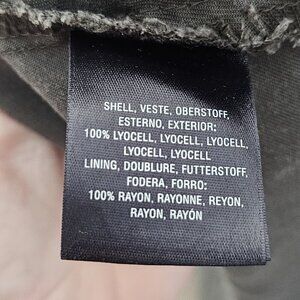 SHELL, VESTE, OBERSTOFF,
ESTERNO, EXTERIOR:
100% LYOCELL, LYOCELL, LYOCELL,
LYOCELL, LYOCELL
LINING, DOUBLURE, FUTTERSTOFF,
FODERA, FORRO:
100% RAYON, RAYONNE, REYON,
RAYON, RAYÓN